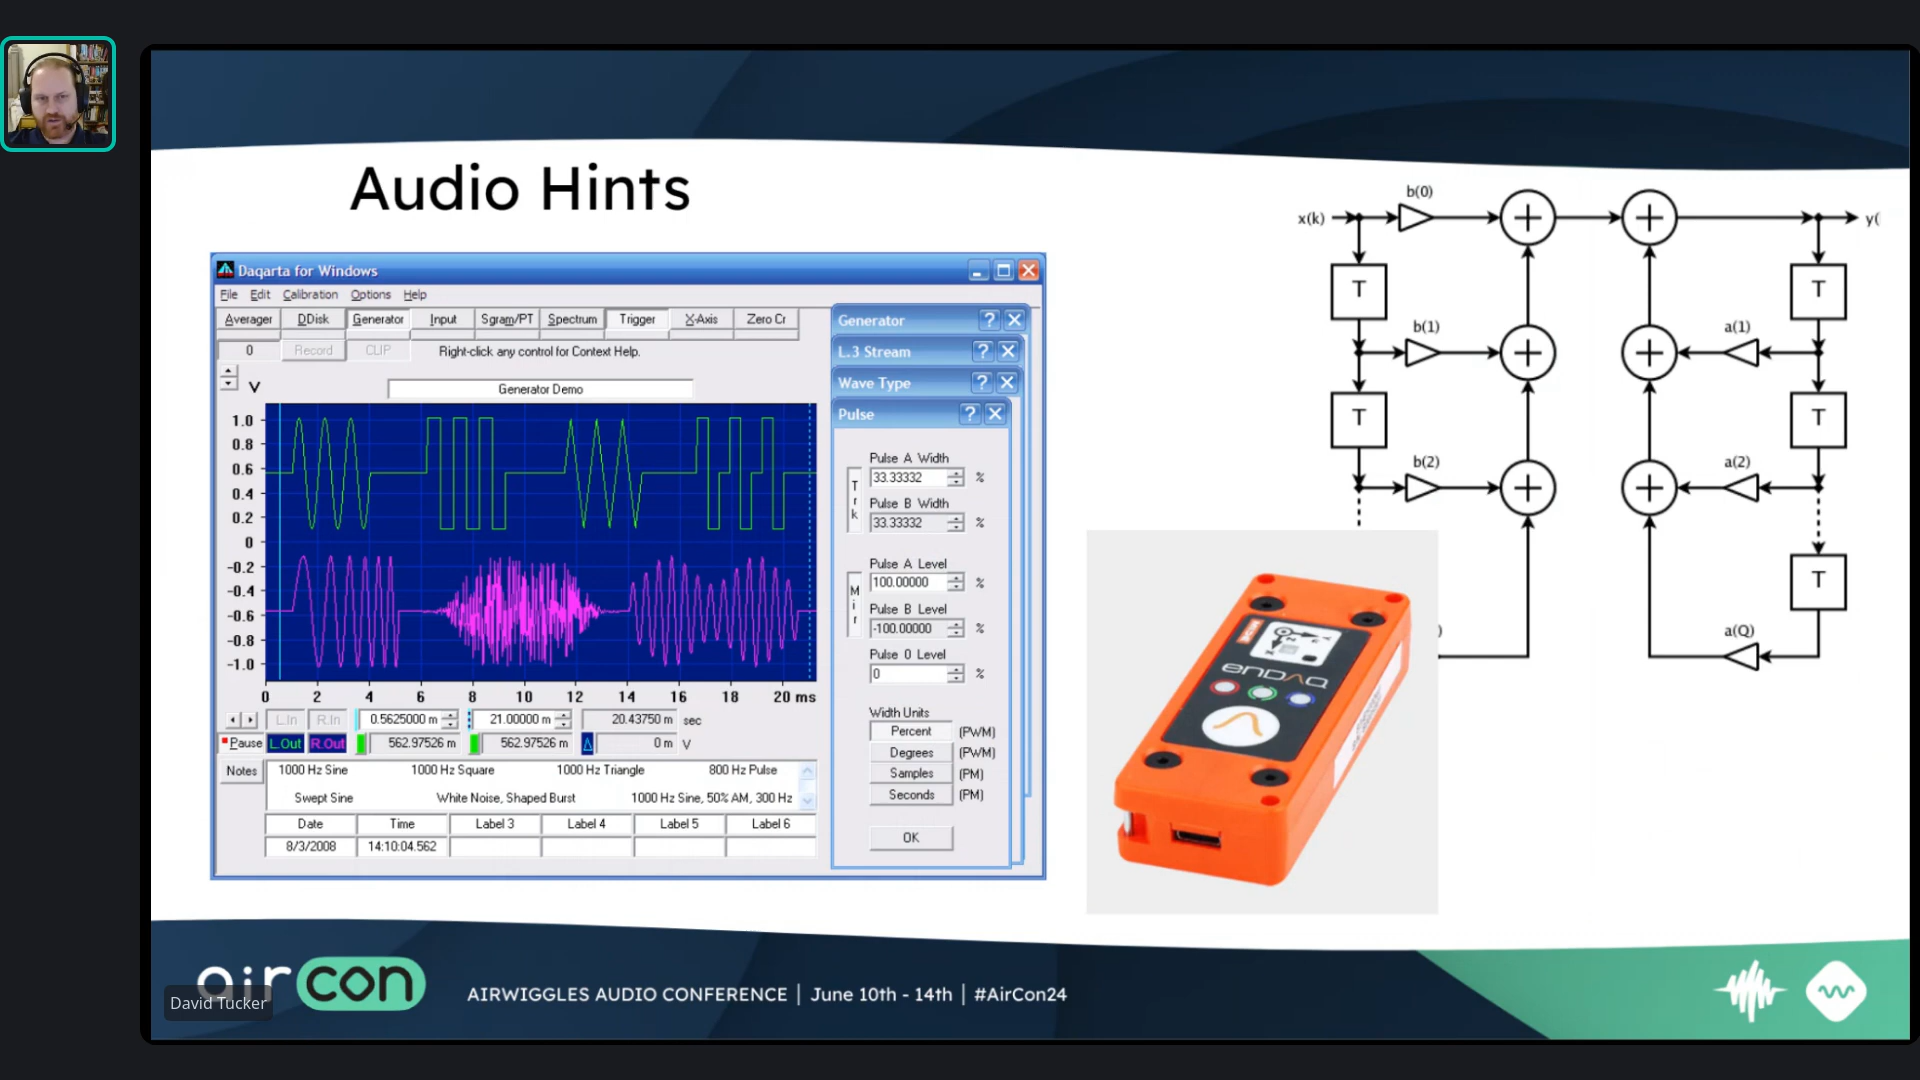 Audio Hints
Daqarta for Windows
File Edit Calibration Options Help
Averager DDisk Generator Input Sgram/PT Spectrum Trigger X-Axis Zero Cr
0 Record CLIP Right-click any control for Context Help.
V
Generator Demo
1.0
0.8
0.6
0.4
0.2
0
-0.2
-0.4
-0.6
-0.8
-1.0
0 2 4 6 8 10 12 14 16 18 20 ms
L.In R.In 0.5625000 m 21.00000 m 20.43750 m sec
Pause L.Out R.Out 562.97526 m 562.97526 m Δ 0 m V
Notes 1000 Hz Sine 1000 Hz Square 1000 Hz Triangle 800 Hz Pulse
Swept Sine White Noise, Shaped Burst 1000 Hz Sine, 50% AM, 300 Hz
Date Time Label 3 Label 4 Label 5 Label 6
8/3/2008 14:10:04.562
Generator
L.3 Stream
Wave Type
Pulse
Pulse A Width
33.33332 %
Trk
Pulse B Width
33.33332 %
Pulse A Level
100.00000 %
Mir
Pulse B Level
-100.00000 %
Pulse 0 Level
0 %
Width Units
Percent (PWM)
Degrees (PWM)
Samples (PM)
Seconds (PM)
OK
x(k) b(0) + + y(
T T
b(1) + + a(1)
T T
b(2) + + a(2)
T
) a(Q)
enDAQ
aircon
David Tucker
AIRWIGGLES AUDIO CONFERENCE | June 10th - 14th | #AirCon24